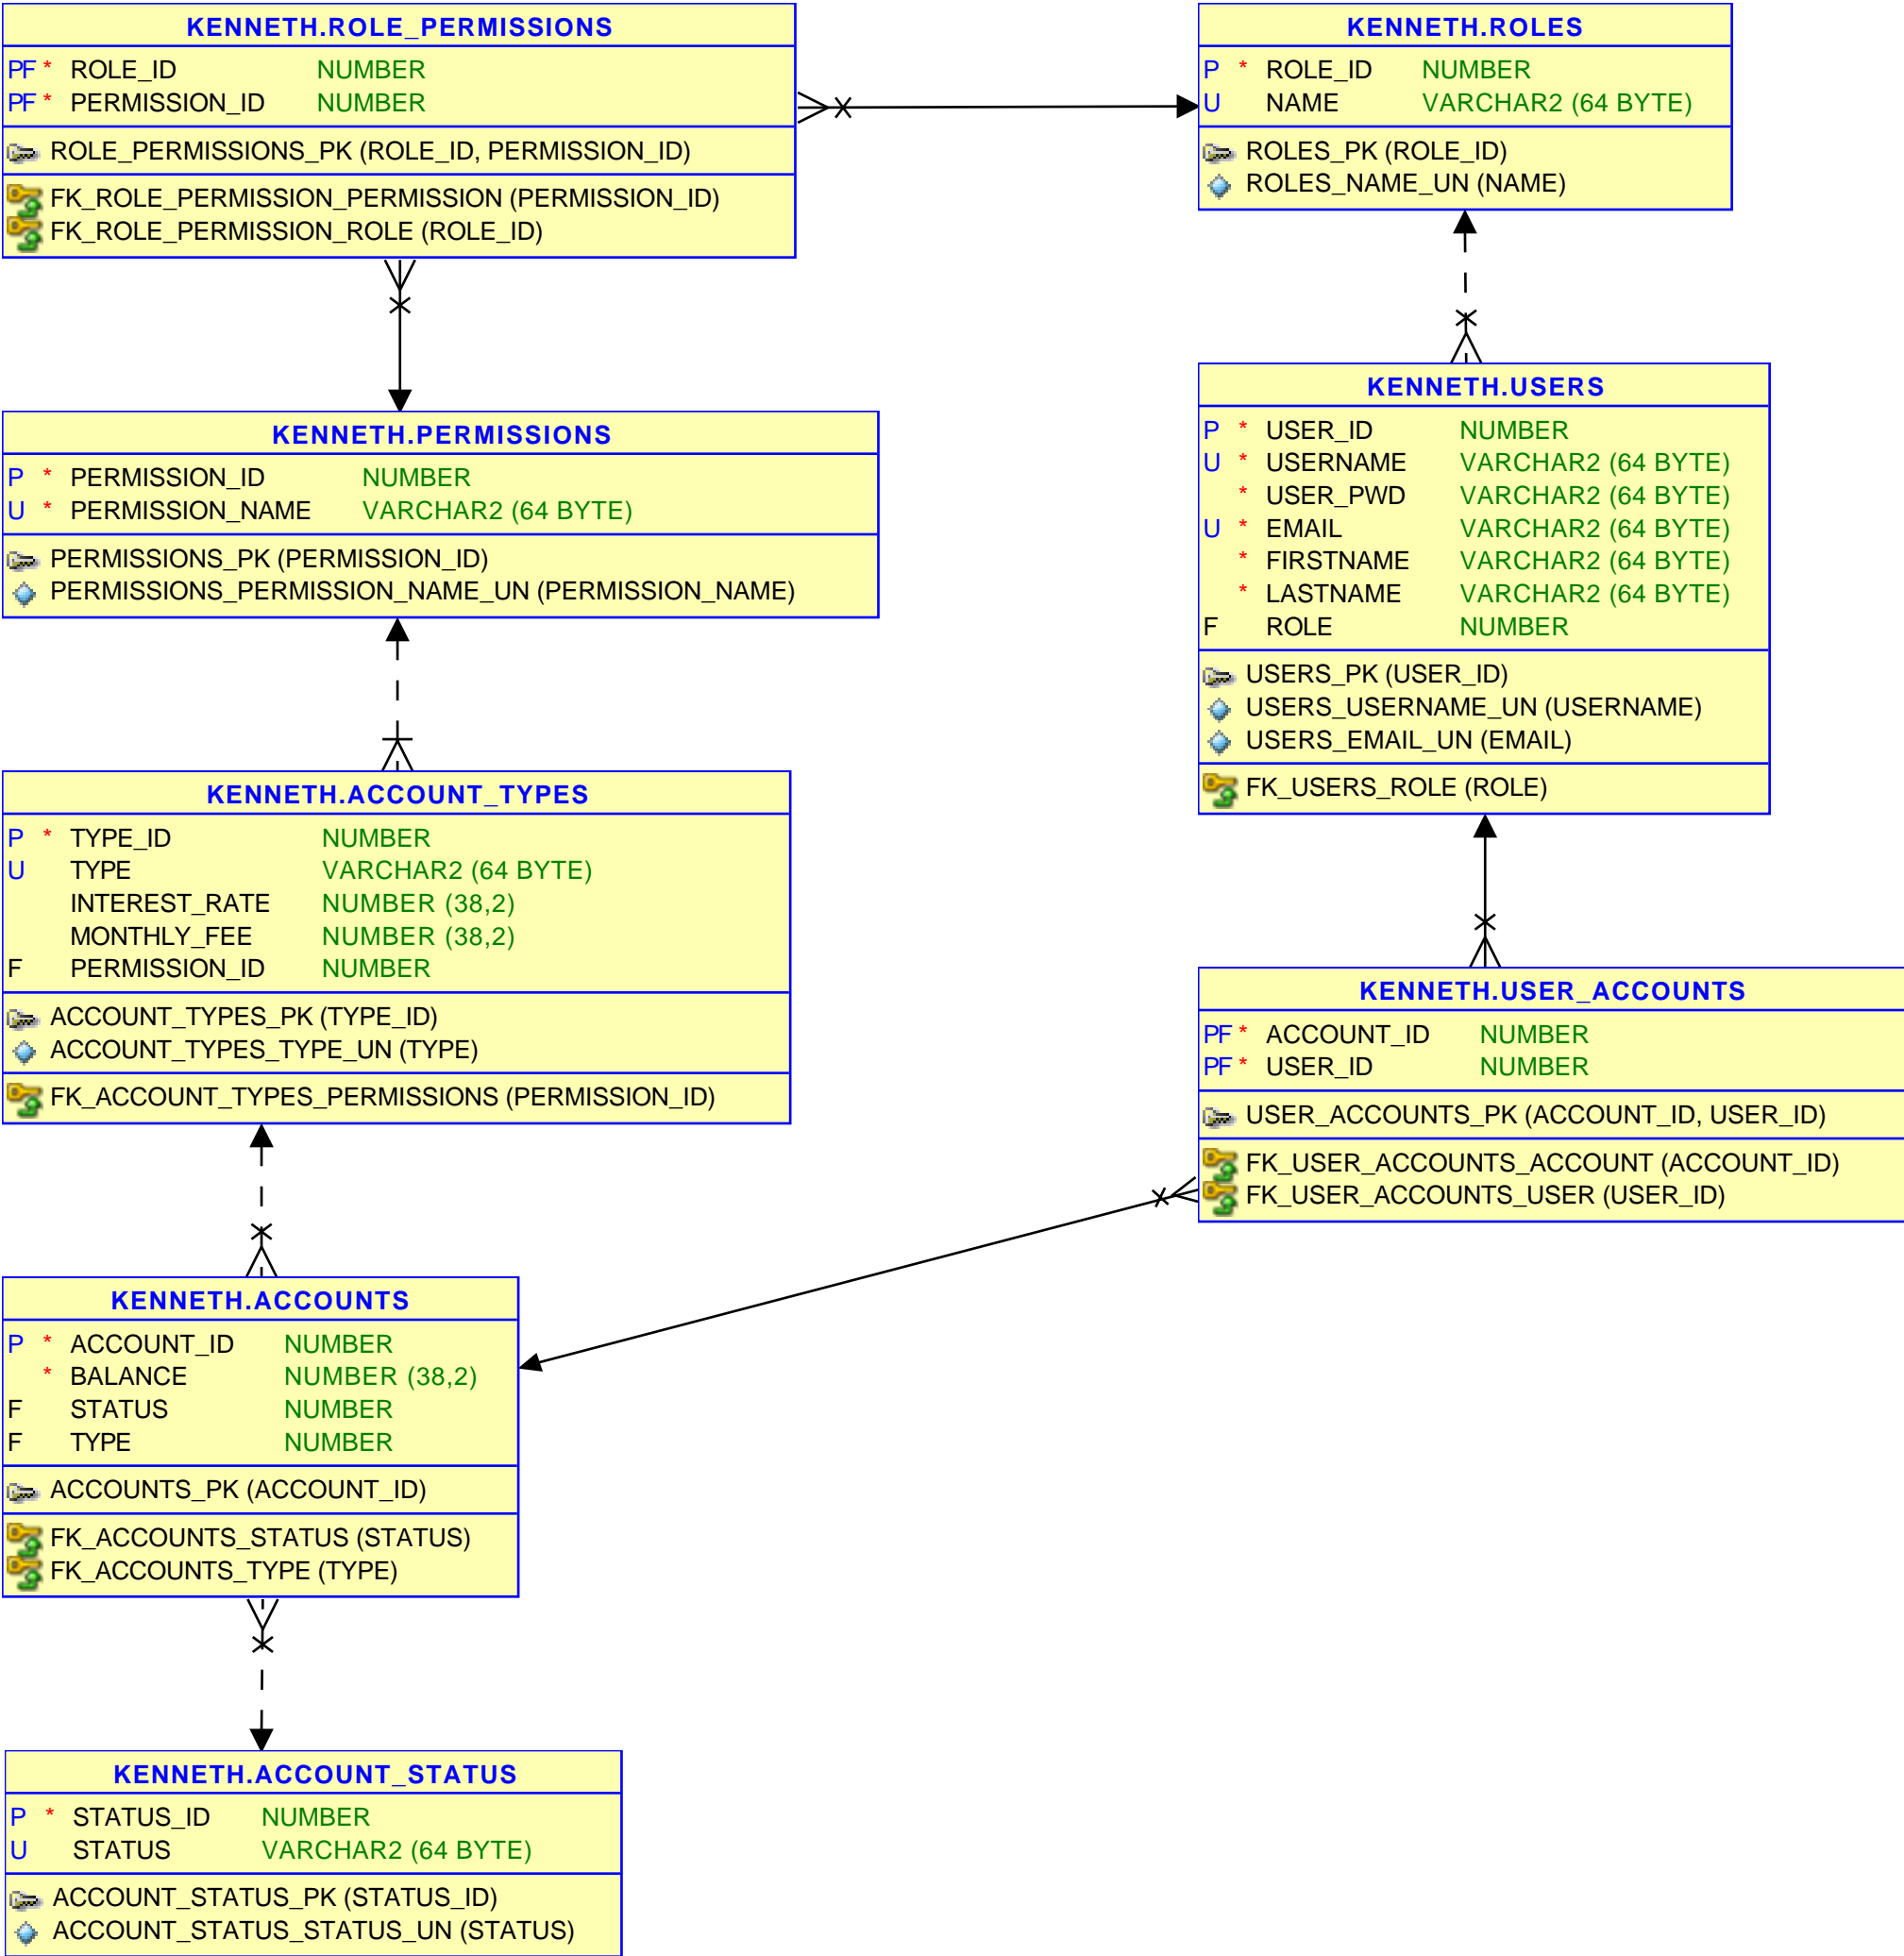 KENNETH.ROLE_PERMISSIONS
PF * ROLE_ID NUMBER
PF * PERMISSION_ID NUMBER
ROLE_PERMISSIONS_PK (ROLE_ID, PERMISSION_ID)
FK_ROLE_PERMISSION_PERMISSION (PERMISSION_ID)
FK_ROLE_PERMISSION_ROLE (ROLE_ID)
KENNETH.ROLES
P * ROLE_ID NUMBER
U NAME VARCHAR2 (64 BYTE)
ROLES_PK (ROLE_ID)
ROLES_NAME_UN (NAME)
KENNETH.PERMISSIONS
P * PERMISSION_ID NUMBER
U * PERMISSION_NAME VARCHAR2 (64 BYTE)
PERMISSIONS_PK (PERMISSION_ID)
PERMISSIONS_PERMISSION_NAME_UN (PERMISSION_NAME)
KENNETH.USERS
P * USER_ID NUMBER
U * USERNAME VARCHAR2 (64 BYTE)
* USER_PWD VARCHAR2 (64 BYTE)
U * EMAIL VARCHAR2 (64 BYTE)
* FIRSTNAME VARCHAR2 (64 BYTE)
* LASTNAME VARCHAR2 (64 BYTE)
F ROLE NUMBER
USERS_PK (USER_ID)
USERS_USERNAME_UN (USERNAME)
USERS_EMAIL_UN (EMAIL)
FK_USERS_ROLE (ROLE)
KENNETH.ACCOUNT_TYPES
P * TYPE_ID NUMBER
U TYPE VARCHAR2 (64 BYTE)
INTEREST_RATE NUMBER (38,2)
MONTHLY_FEE NUMBER (38,2)
F PERMISSION_ID NUMBER
ACCOUNT_TYPES_PK (TYPE_ID)
ACCOUNT_TYPES_TYPE_UN (TYPE)
FK_ACCOUNT_TYPES_PERMISSIONS (PERMISSION_ID)
KENNETH.USER_ACCOUNTS
PF * ACCOUNT_ID NUMBER
PF * USER_ID NUMBER
USER_ACCOUNTS_PK (ACCOUNT_ID, USER_ID)
FK_USER_ACCOUNTS_ACCOUNT (ACCOUNT_ID)
FK_USER_ACCOUNTS_USER (USER_ID)
KENNETH.ACCOUNTS
P * ACCOUNT_ID NUMBER
* BALANCE NUMBER (38,2)
F STATUS NUMBER
F TYPE NUMBER
ACCOUNTS_PK (ACCOUNT_ID)
FK_ACCOUNTS_STATUS (STATUS)
FK_ACCOUNTS_TYPE (TYPE)
KENNETH.ACCOUNT_STATUS
P * STATUS_ID NUMBER
U STATUS VARCHAR2 (64 BYTE)
ACCOUNT_STATUS_PK (STATUS_ID)
ACCOUNT_STATUS_STATUS_UN (STATUS)